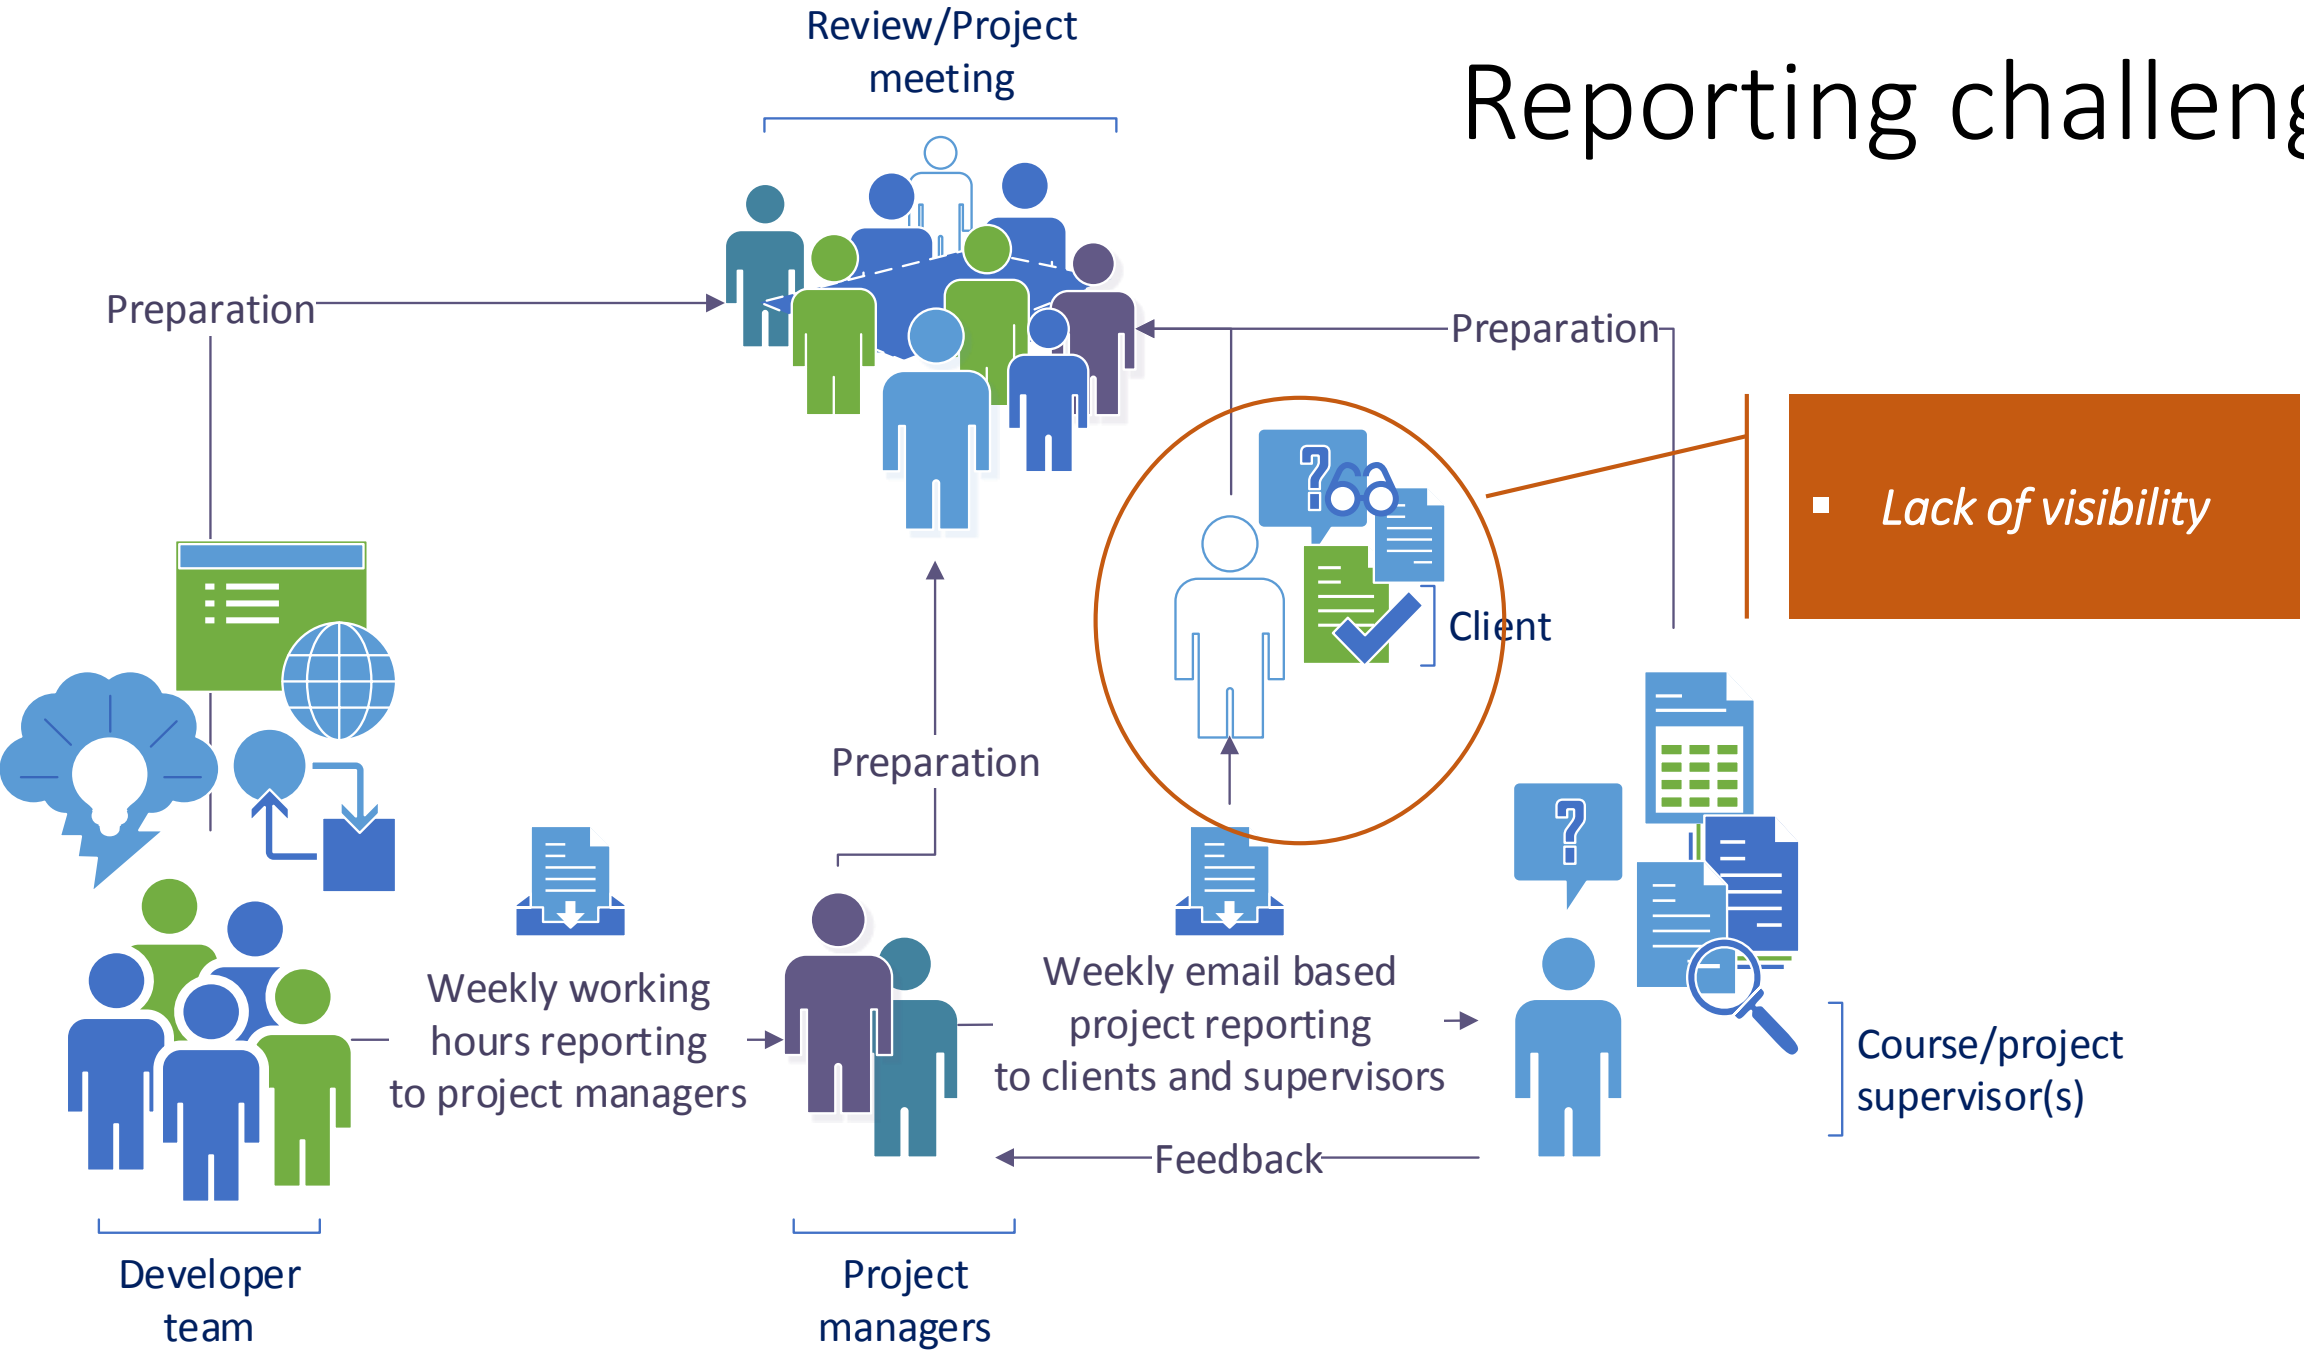 Review/Project
meeting
Reporting challeng
Preparation
Preparation
Lack of visibility
Client
Preparation
?
?
Weekly working
hours reporting
to project managers
Weekly email based
project reporting
to clients and supervisors
Course/project
supervisor(s)
Feedback
Developer
team
Project
managers